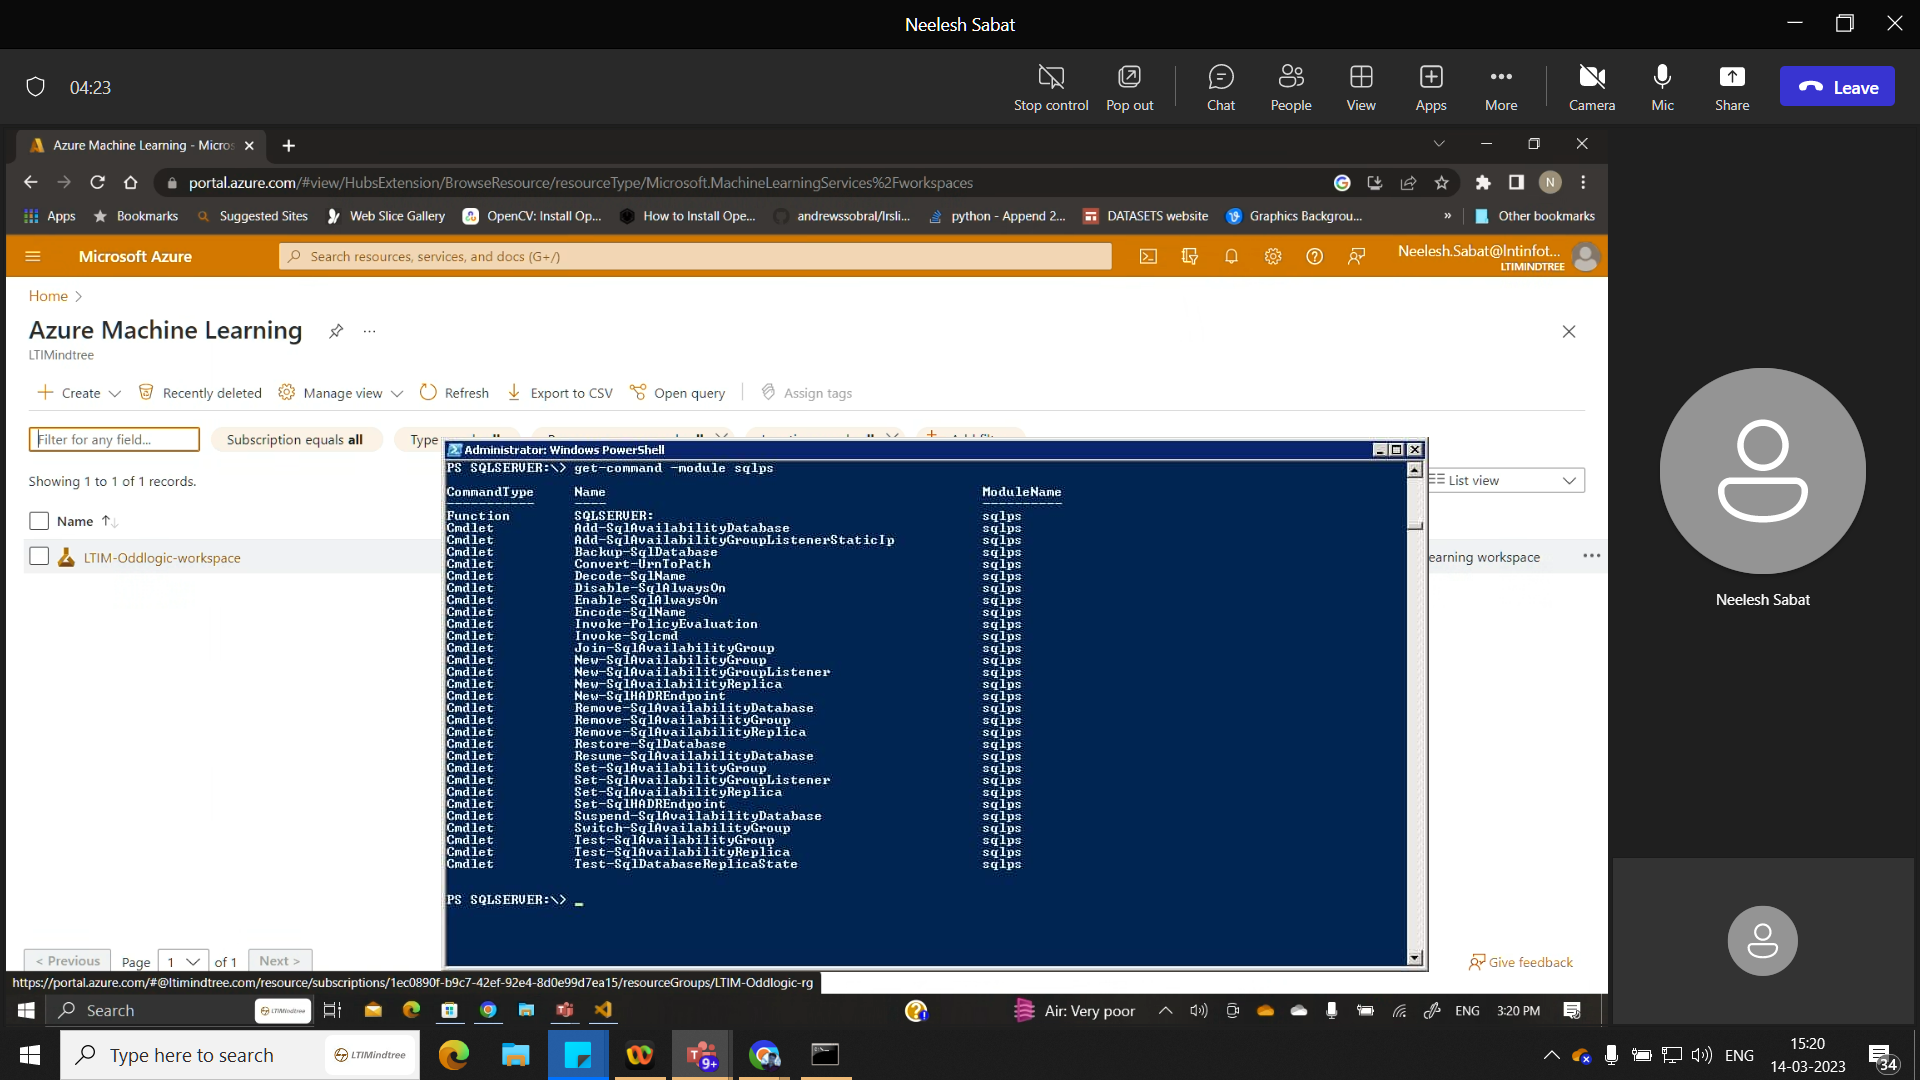 Neelesh Sabat
04:23
Stop control
Pop out
Chat
People
View
Apps
More
Camera
Mic
Share
Leave
Azure Machine Learning - Micros
portal.azure.com/#view/HubsExtension/BrowseResource/resourceType/Microsoft.MachineLearningServices%2Fworkspaces
N
Apps
Bookmarks
Suggested Sites
Web Slice Gallery
OpenCV: Install Op...
How to Install Ope...
andrewssobral/lrsli...
python - Append 2...
DATASETS website
Graphics Backgrou...
»
Other bookmarks
Microsoft Azure
Search resources, services, and docs (G+/)
Neelesh.Sabat@lntinfot...
LTIMINDTREE
Home >
Azure Machine Learning
LTIMindtree
Create
Recently deleted
Manage view
Refresh
Export to CSV
Open query
Assign tags
Filter for any field...
Subscription equals all
Type
Showing 1 to 1 of 1 records.
List view
Name
LTIM-Oddlogic-workspace
earning workspace
Administrator: Windows PowerShell
PS SQLSERVER:\> get-command -module sqlps
CommandType Name ModuleName
----------- ---- ----------
Function SQLSERVER: sqlps
Cmdlet Add-SqlAvailabilityDatabase sqlps
Cmdlet Add-SqlAvailabilityGroupListenerStaticIp sqlps
Cmdlet Backup-SqlDatabase sqlps
Cmdlet Convert-UrnToPath sqlps
Cmdlet Decode-SqlName sqlps
Cmdlet Disable-SqlAlwaysOn sqlps
Cmdlet Enable-SqlAlwaysOn sqlps
Cmdlet Encode-SqlName sqlps
Cmdlet Invoke-PolicyEvaluation sqlps
Cmdlet Invoke-Sqlcmd sqlps
Cmdlet Join-SqlAvailabilityGroup sqlps
Cmdlet New-SqlAvailabilityGroup sqlps
Cmdlet New-SqlAvailabilityGroupListener sqlps
Cmdlet New-SqlAvailabilityReplica sqlps
Cmdlet New-SqlHADREndpoint sqlps
Cmdlet Remove-SqlAvailabilityDatabase sqlps
Cmdlet Remove-SqlAvailabilityGroup sqlps
Cmdlet Remove-SqlAvailabilityReplica sqlps
Cmdlet Restore-SqlDatabase sqlps
Cmdlet Resume-SqlAvailabilityDatabase sqlps
Cmdlet Set-SqlAvailabilityGroup sqlps
Cmdlet Set-SqlAvailabilityGroupListener sqlps
Cmdlet Set-SqlAvailabilityReplica sqlps
Cmdlet Set-SqlHADREndpoint sqlps
Cmdlet Suspend-SqlAvailabilityDatabase sqlps
Cmdlet Switch-SqlAvailabilityGroup sqlps
Cmdlet Test-SqlAvailabilityGroup sqlps
Cmdlet Test-SqlAvailabilityReplica sqlps
Cmdlet Test-SqlDatabaseReplicaState sqlps
PS SQLSERVER:\> _
Neelesh Sabat
< Previous
Page 1 of 1
Next >
Give feedback
https://portal.azure.com/#@ltimindtree.com/resource/subscriptions/1ec0890f-b9c7-42ef-92e4-8d0e99d7ea15/resourceGroups/LTIM-Oddlogic-rg
Search
LTIMindtree
Air: Very poor
ENG
3:20 PM
Type here to search
LTIMindtree
9+
ENG
15:20
14-03-2023
34